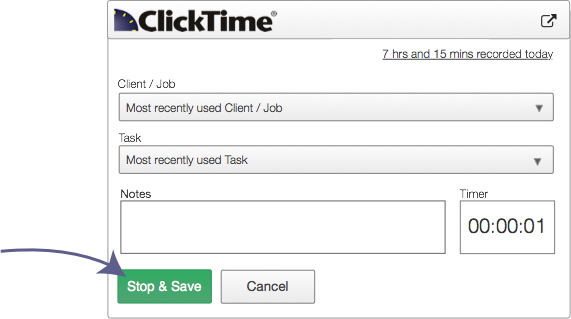 ClickTime®
7 hrs and 15 mins recorded today
Client / Job
Most recently used Client / Job
Task
Most recently used Task
Notes
Timer
00:00:01
Stop & Save
Cancel